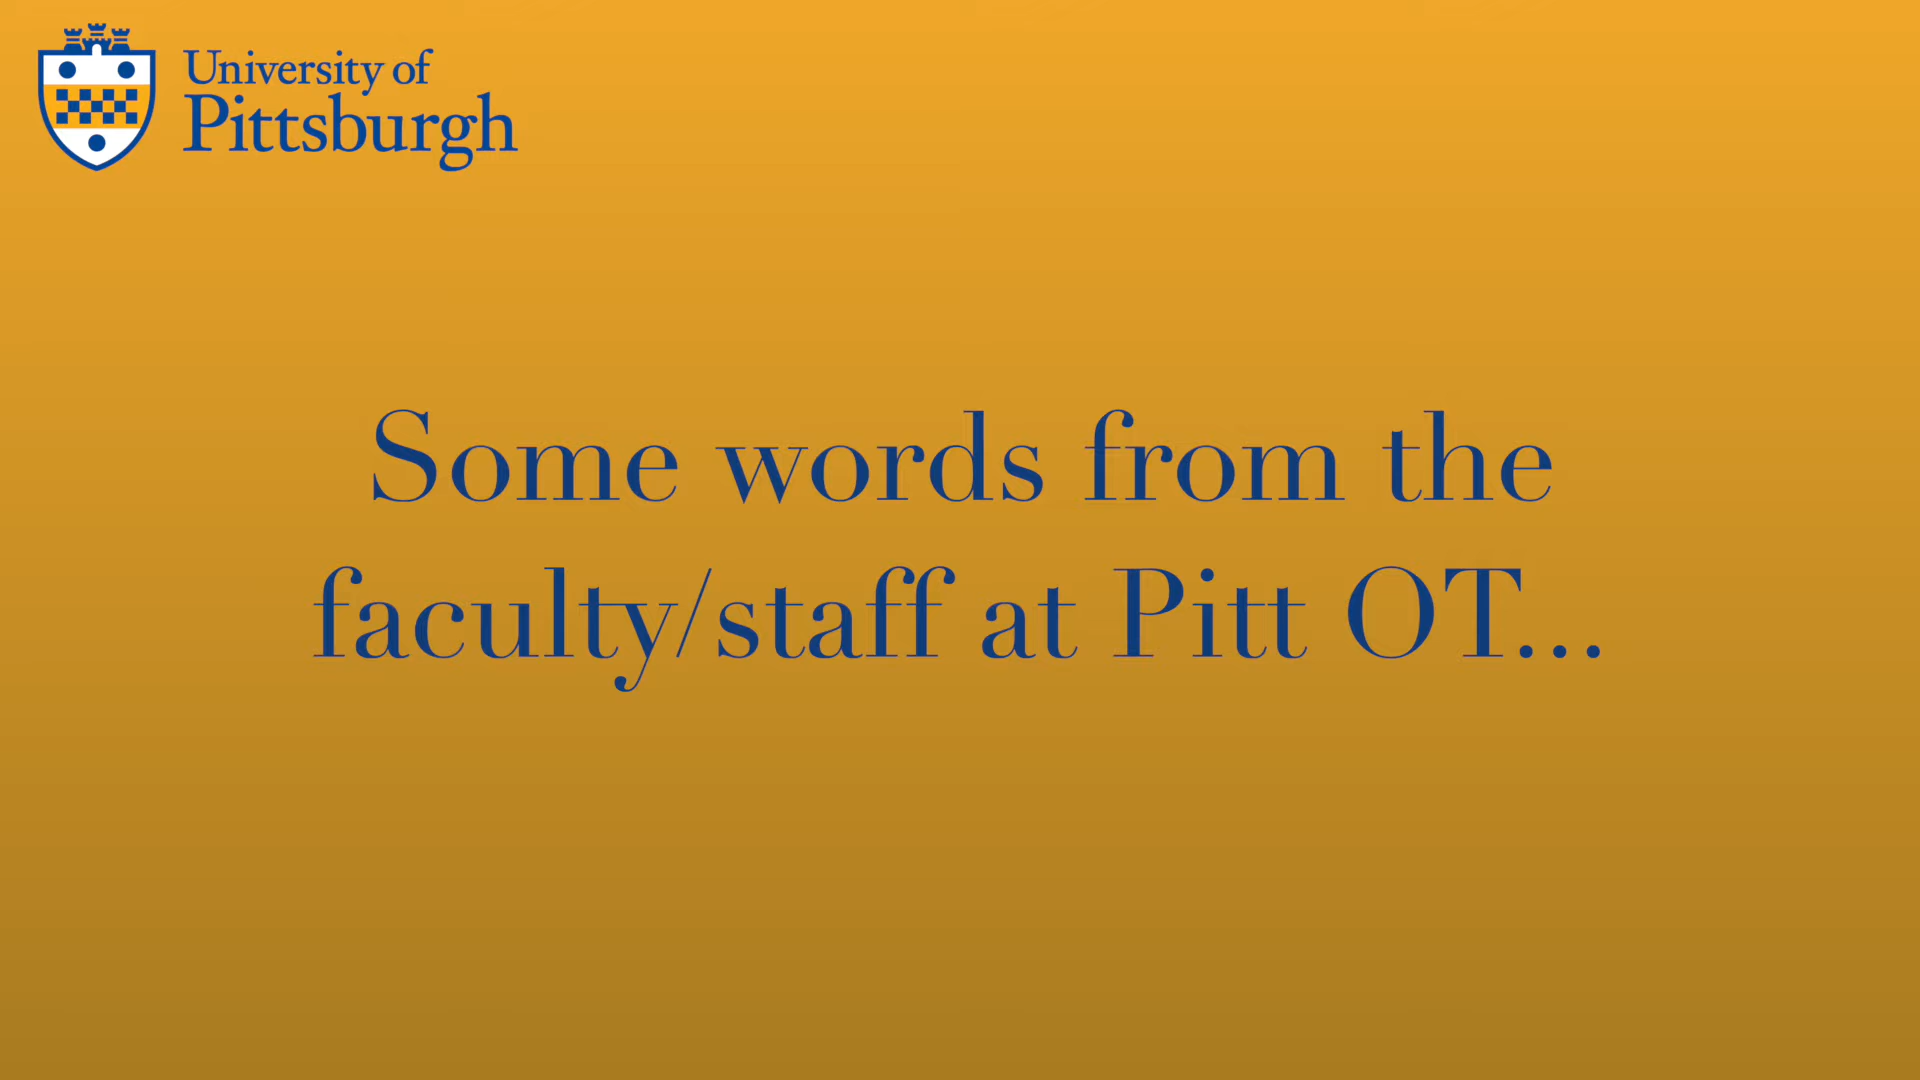 University of
Pittsburgh
Some words from the
faculty/staff at Pitt OT...